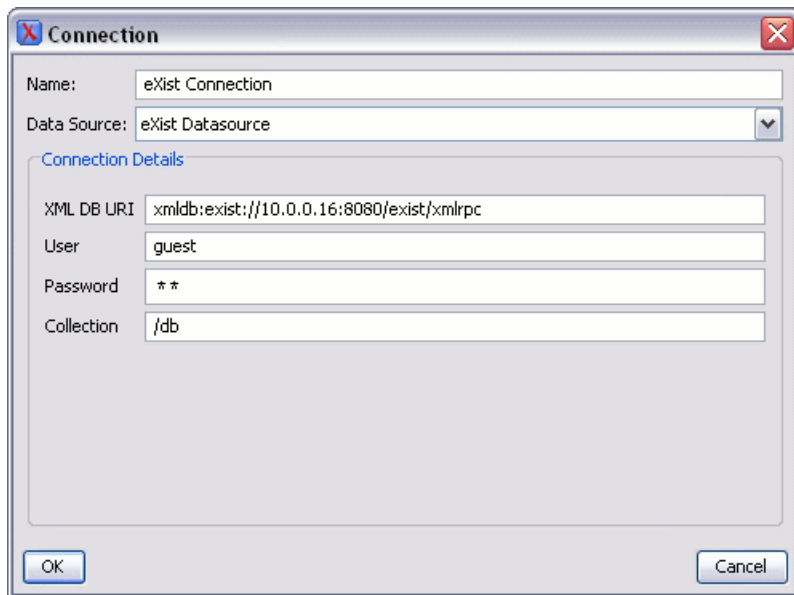 Connection
Name: eXist Connection
Data Source: eXist Datasource
Connection Details
XML DB URI xmldb:exist://10.0.0.16:8080/exist/xmlrpc
User guest
Password **
Collection /db
OK Cancel